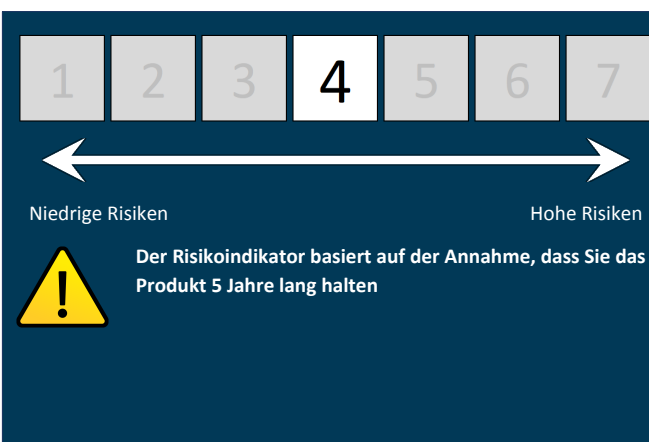 1 2 3 4 5 6 7
Niedrige Risiken Hohe Risiken
Der Risikoindikator basiert auf der Annahme, dass Sie das
Produkt 5 Jahre lang halten